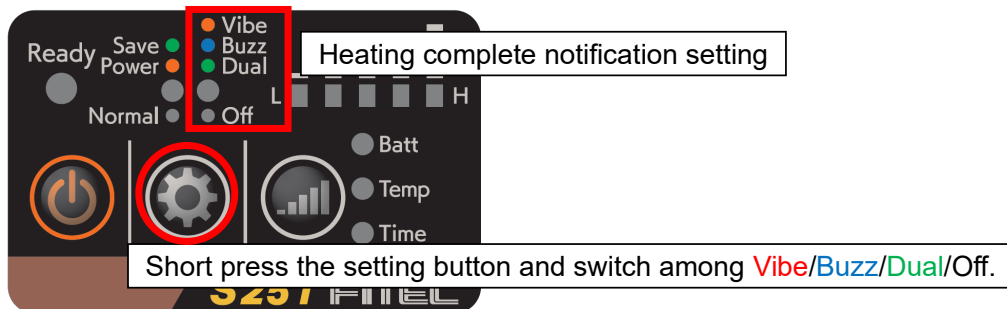 Vibe
Buzz
Dual
Off
Ready
Save
Power
Normal
Heating complete notification setting
L H
Batt
Temp
Time
Short press the setting button and switch among Vibe/Buzz/Dual/Off.
FITEL